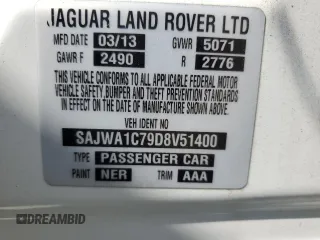 JAGUAR LAND ROVER LTD
MFD DATE 03/13 GVWR 5071
GAWR F 2490 R 2776
THIS VEHICLE CONFORMS TO ALL APPLICABLE FEDERAL MOTOR
VEHICLE SAFETY, BUMPER AND THEFT PREVENTION STANDARDS
IN EFFECT ON THE DATE OF MANUFACTURE SHOWN ABOVE.
VEH IDENT NO
SAJWA1C79D8V51400
TYPE PASSENGER CAR
PAINT NER TRIM AAA
© DEALERBID